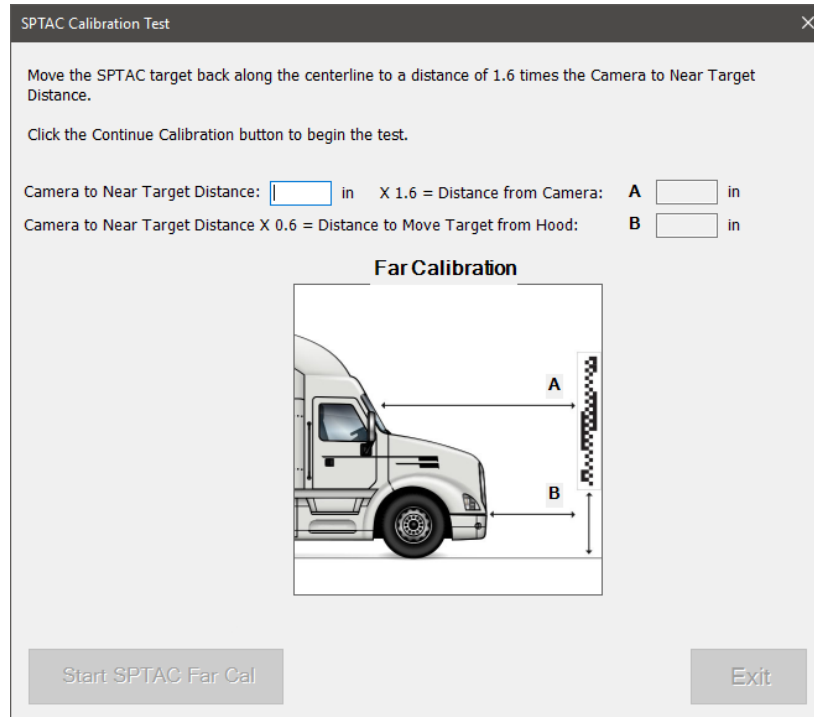 SPTAC Calibration Test
Move the SPTAC target back along the centerline to a distance of 1.6 times the Camera to Near Target
Distance.
Click the Continue Calibration button to begin the test.
Camera to Near Target Distance: in X 1.6 = Distance from Camera: A in
Camera to Near Target Distance X 0.6 = Distance to Move Target from Hood: B in
Far Calibration
A
B
Start SPTAC Far Cal Exit